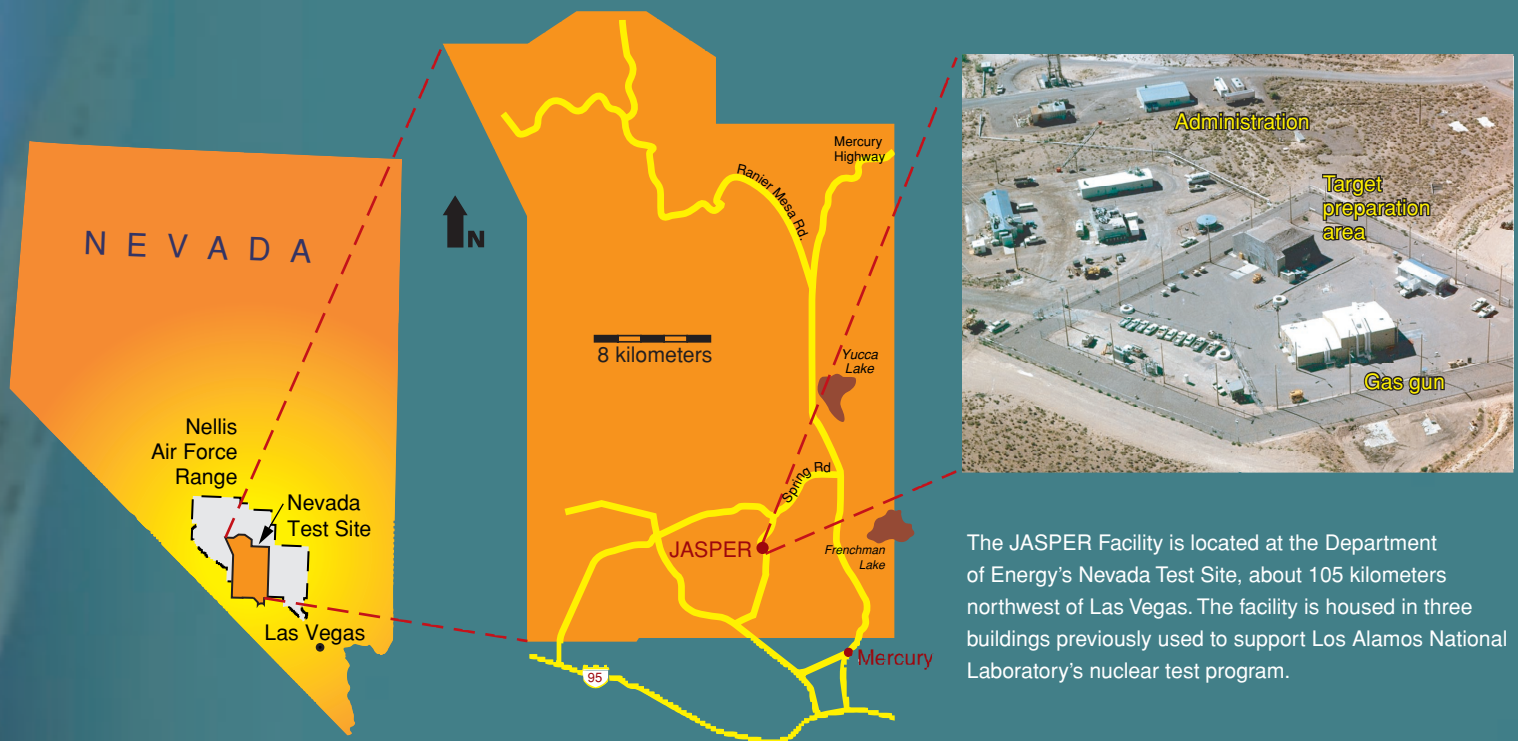 NEVADA
Nellis
Air Force
Range
Nevada
Test Site
Las Vegas
N
8 kilometers
Mercury
Highway
Ranier Mesa Rd.
Yucca
Lake
Spring Rd
JASPER
Frenchman
Lake
Mercury
95
Administration
Target
preparation
area
Gas gun
The JASPER Facility is located at the Department
of Energy’s Nevada Test Site, about 105 kilometers
northwest of Las Vegas. The facility is housed in three
buildings previously used to support Los Alamos National
Laboratory’s nuclear test program.